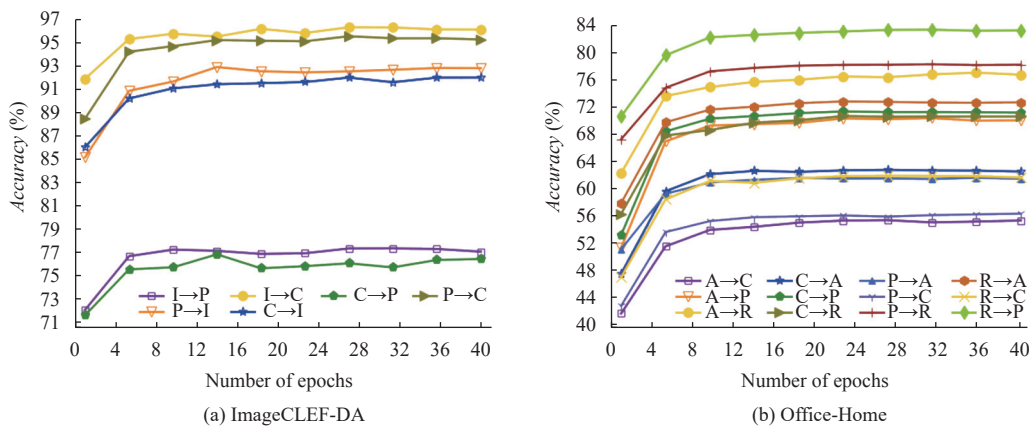 97
95
93
91
89
87
85
83
81
79
77
75
73
71
Accuracy (%)
I→P I→C C→P P→C
P→I C→I
0 4 8 12 16 20 24 28 32 36 40
Number of epochs
(a) ImageCLEF-DA
84
80
76
72
68
64
60
56
52
48
44
40
Accuracy (%)
A→C C→A P→A R→A
A→P C→P P→C R→C
A→R C→R P→R R→P
0 4 8 12 16 20 24 28 32 36 40
Number of epochs
(b) Office-Home